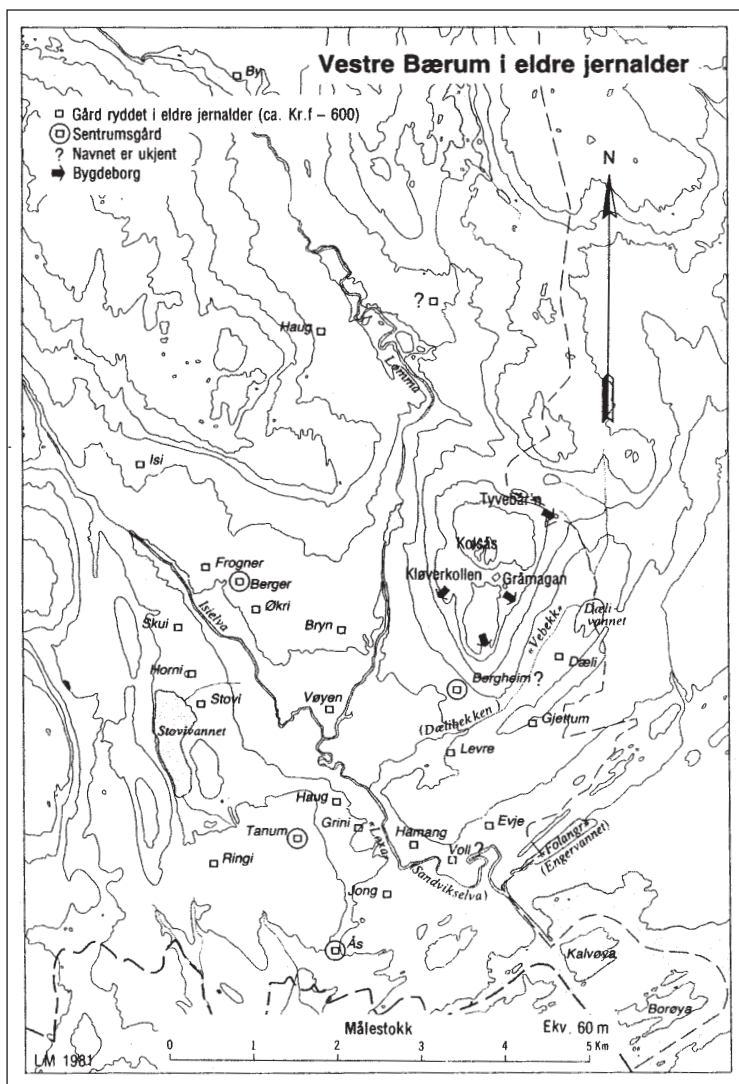 Vestre Bærum i eldre jernalder
By
Gård ryddet i eldre jernalder (ca. Kr.f – 600)
Sentrumsgård
? Navnet er ukjent
Bygdeborg
N
?
Haug
Lomma
Isi
Tyvebår'n
Kolsås
Kløverkollen
Gråmagan
Frogner
Berger
Økri
Isielva
Bryn
Skui
«Vebekk»
Dæli
vannet
Dæli
Horni
Bergheim ?
Stovi
Vøyen
Stovivannet
(Dælibekken)
Gjettum
Levre
Haug
Grini
«Laxar»
Tanum
Hamang
Evje
Voll ?
«Folangr»
(Engervannet)
Ringi
(Sandvikselva)
Jong
Ås
Kalvøya
Borøya
Målestokk
Ekv. 60 m
LM 1981
0 1 2 3 4 5 Km